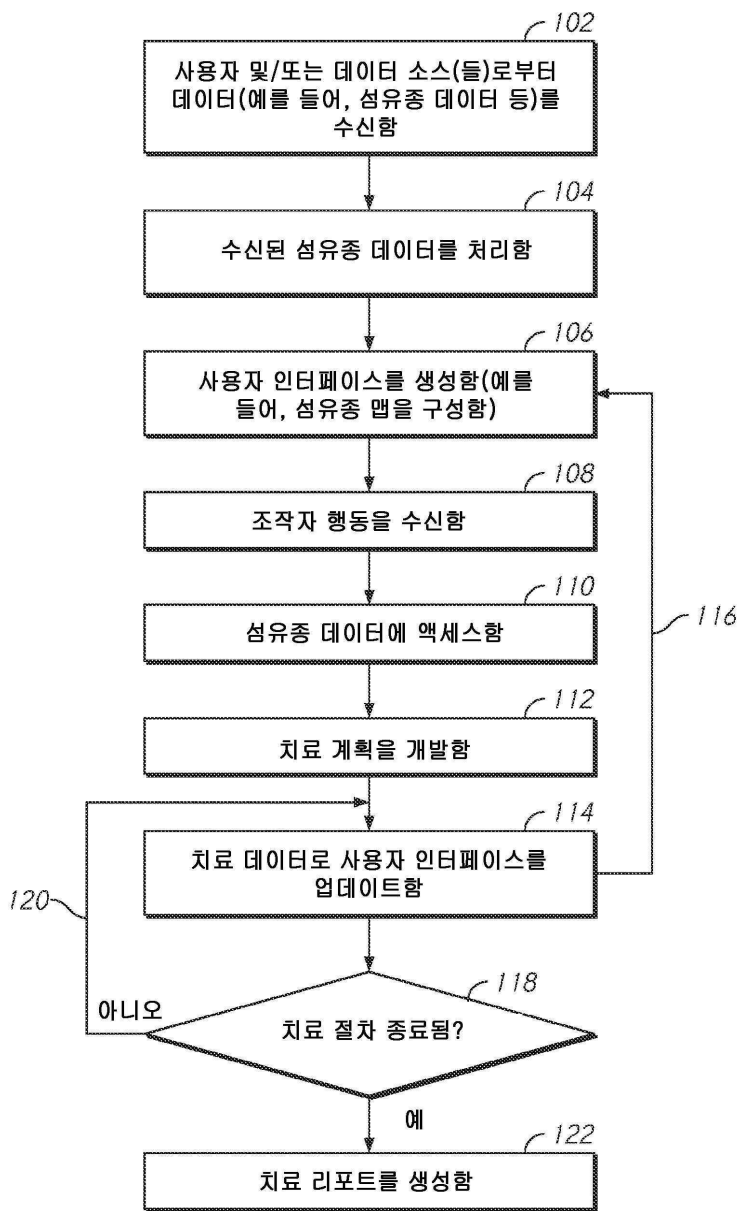 102
사용자 및/또는 데이터 소스(들)로부터
데이터(예를 들어, 섬유종 데이터 등)를
수신함
104
수신된 섬유종 데이터를 처리함
106
사용자 인터페이스를 생성함(예를
들어, 섬유종 맵을 구성함)
108
조작자 행동을 수신함
110
섬유종 데이터에 액세스함
116
112
치료 계획을 개발함
114
치료 데이터로 사용자 인터페이스를
업데이트함
120
118
아니오
치료 절차 종료됨?
예
122
치료 리포트를 생성함